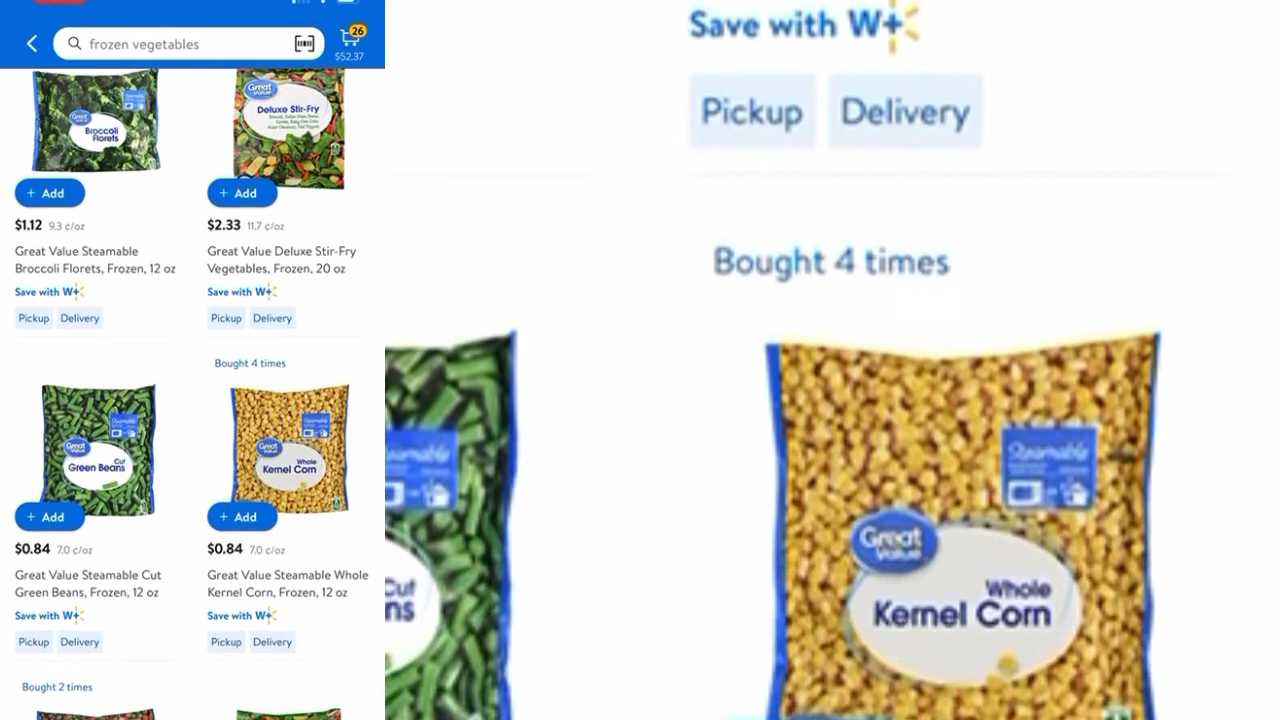 frozen vegetables
26
$52.37
Great Value
Broccoli Florets
Steamable
Great Value
Deluxe Stir-Fry
+ Add
+ Add
$1.12 9.3 ¢/oz
$2.33 11.7 ¢/oz
Great Value Steamable
Broccoli Florets, Frozen, 12 oz
Great Value Deluxe Stir-Fry
Vegetables, Frozen, 20 oz
Save with W+
Save with W+
Pickup Delivery
Pickup Delivery
Bought 4 times
Steamable
Great Value
Cut
Green Beans
Steamable
Great Value
Whole
Kernel Corn
+ Add
+ Add
$0.84 7.0 ¢/oz
$0.84 7.0 ¢/oz
Great Value Steamable Cut
Green Beans, Frozen, 12 oz
Great Value Steamable Whole
Kernel Corn, Frozen, 12 oz
Save with W+
Save with W+
Pickup Delivery
Pickup Delivery
Bought 2 times
Save with W+
Pickup Delivery
Bought 4 times
eamable
Cut
ns
Steamable
Great Value
Whole
Kernel Corn